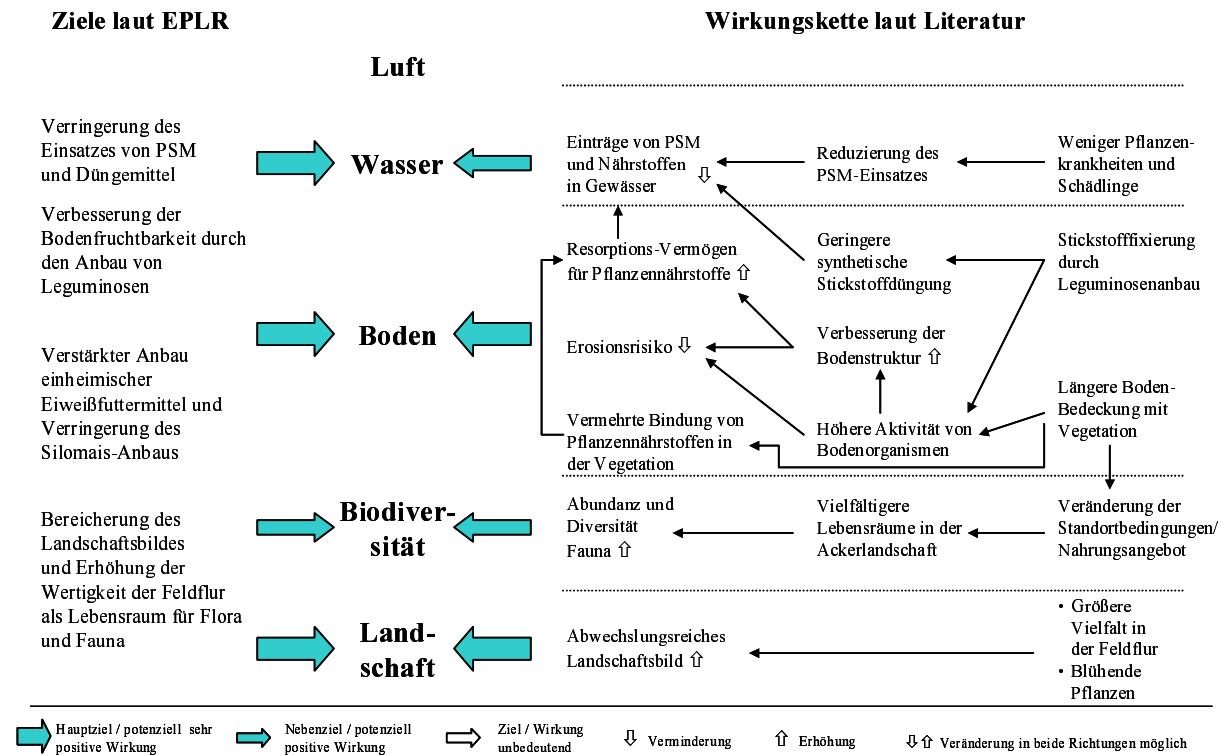 Ziele laut EPLR
Wirkungskette laut Literatur
Luft
Verringerung des
Einsatzes von PSM
und Düngemittel
Wasser
Einträge von PSM
und Nährstoffen
in Gewässer
Reduzierung des
PSM-Einsatzes
Weniger Pflanzen-
krankheiten und
Schädlinge
Verbesserung der
Bodenfruchtbarkeit durch
den Anbau von
Leguminosen
Resorptions-Vermögen
für Pflanzennährstoffe ⇧
Geringere
synthetische
Stickstoffdüngung
Stickstofffixierung
durch
Leguminosenanbau
Boden
Erosionsrisiko ⇩
Verbesserung der
Bodenstruktur ⇧
Verstärkter Anbau
einheimischer
Eiweißfuttermittel und
Verringerung des
Silomais-Anbaus
Vermehrte Bindung von
Pflanzennährstoffen in
der Vegetation
Höhere Aktivität von
Bodenorganismen
Längere Boden-
Bedeckung mit
Vegetation
Bereicherung des
Landschaftsbildes
und Erhöhung der
Wertigkeit der Feldflur
als Lebensraum für Flora
und Fauna
Biodiver-
sität
Abundanz und
Diversität
Fauna ⇧
Vielfältigere
Lebensräume in der
Ackerlandschaft
Veränderung der
Standortbedingungen/
Nahrungsangebot
Land-
schaft
Abwechslungsreiches
Landschaftsbild ⇧
• Größere
Vielfalt in
der Feldflur
• Blühende
Pflanzen
Hauptziel / potenziell sehr
positive Wirkung
Nebenziel / potenziell
positive Wirkung
Ziel / Wirkung
unbedeutend
⇩ Verminderung
⇧ Erhöhung
⇩⇧ Veränderung in beide Richtungen möglich